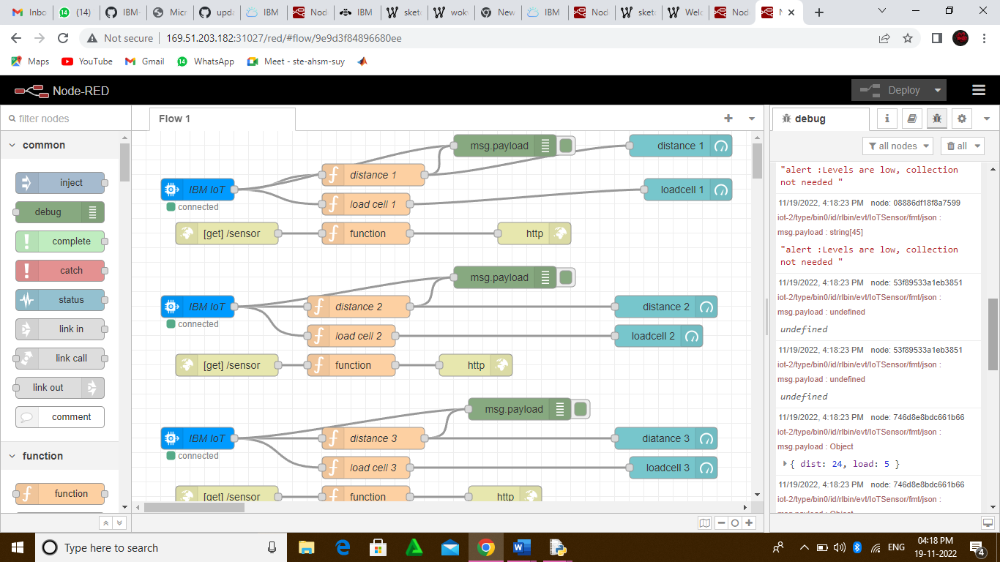 Inbo
(14)
IBM-
Micr
upda
IBM
Nod
IBM
sket
wok
New
IBM
Nod
sket
Welc
Nod
N
Not secure
169.51.203.182:31027/red/#flow/9e9d3f84896680ee
Maps
YouTube
Gmail
14
WhatsApp
Meet - ste-ahsm-suy
Node-RED
Deploy
filter nodes
Flow 1
debug
common
all nodes
all
inject
debug
complete
catch
status
link in
link call
link out
comment
function
function
msg.payload
distance 1
distance 1
IBM IoT
connected
load cell 1
loadcell 1
[get] /sensor
function
http
msg.payload
IBM IoT
connected
distance 2
distance 2
load cell 2
loadcell 2
[get] /sensor
function
http
msg.payload
IBM IoT
connected
distance 3
diatance 3
load cell 3
loadcell 3
[get] /sensor
function
http
"alert :Levels are low, collection
not needed "
11/19/2022, 4:18:23 PM node: 08886df18f8a7599
iot-2/type/bin0/id/rlbin/evt/IoTSensor/fmt/json :
msg.payload : string[45]
"alert :Levels are low, collection
not needed "
11/19/2022, 4:18:23 PM node: 53f89533a1eb3851
iot-2/type/bin0/id/rlbin/evt/IoTSensor/fmt/json :
msg.payload : undefined
undefined
11/19/2022, 4:18:23 PM node: 53f89533a1eb3851
iot-2/type/bin0/id/rlbin/evt/IoTSensor/fmt/json :
msg.payload : undefined
undefined
11/19/2022, 4:18:23 PM node: 746d8e8bdc661b66
iot-2/type/bin0/id/rlbin/evt/IoTSensor/fmt/json :
msg.payload : Object
{ dist: 24, load: 5 }
11/19/2022, 4:18:23 PM node: 746d8e8bdc661b66
iot-2/type/bin0/id/rlbin/evt/IoTSensor/fmt/json :
msg.payload : Object
Type here to search
ENG
04:18 PM
19-11-2022
4